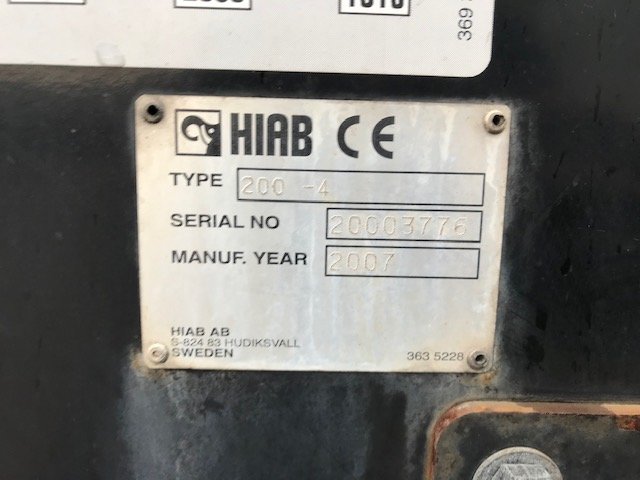 369
HIAB CE
TYPE 200 -4
SERIAL NO 20003776
MANUF. YEAR 2007
HIAB AB
S-824 83 HUDIKSVALL
SWEDEN 363 5228